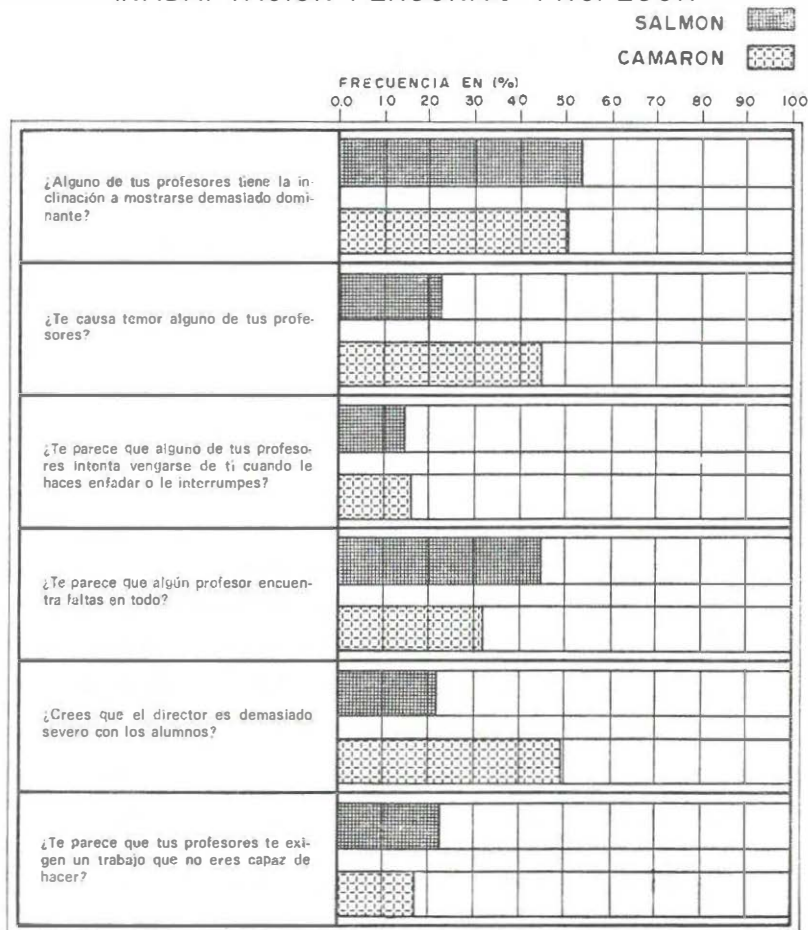 SALMON
CAMARON
FRECUENCIA EN (%)
0.0 10 20 30 40 50 60 70 80 90 100
¿Alguno de tus profesores tiene la in-
clinación a mostrarse demasiado domi-
nante?
¿Te causa temor alguno de tus profe-
sores?
¿Te parece que alguno de tus profeso-
res intenta vengarse de ti cuando le
haces enfadar o le interrumpes?
¿Te parece que algún profesor encuen-
tra faltas en todo?
¿Crees que el director es demasiado
severo con los alumnos?
¿Te parece que tus profesores te exi-
gen un trabajo que no eres capaz de
hacer?